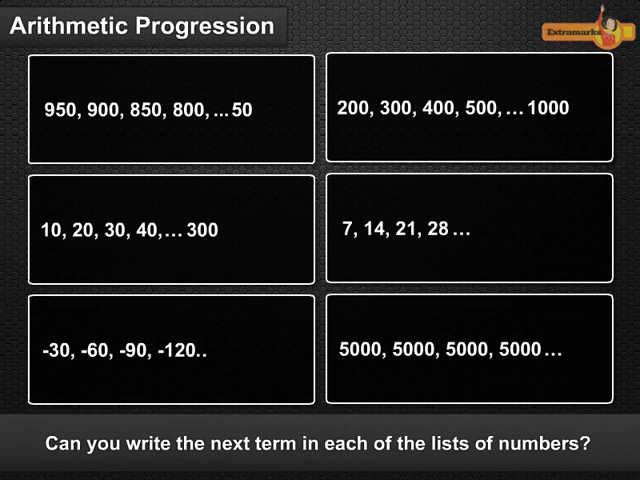 Arithmetic Progression
Extramarks
950, 900, 850, 800, ... 50
200, 300, 400, 500, ... 1000
10, 20, 30, 40, ... 300
7, 14, 21, 28 ...
-30, -60, -90, -120..
5000, 5000, 5000, 5000 ...
Can you write the next term in each of the lists of numbers?